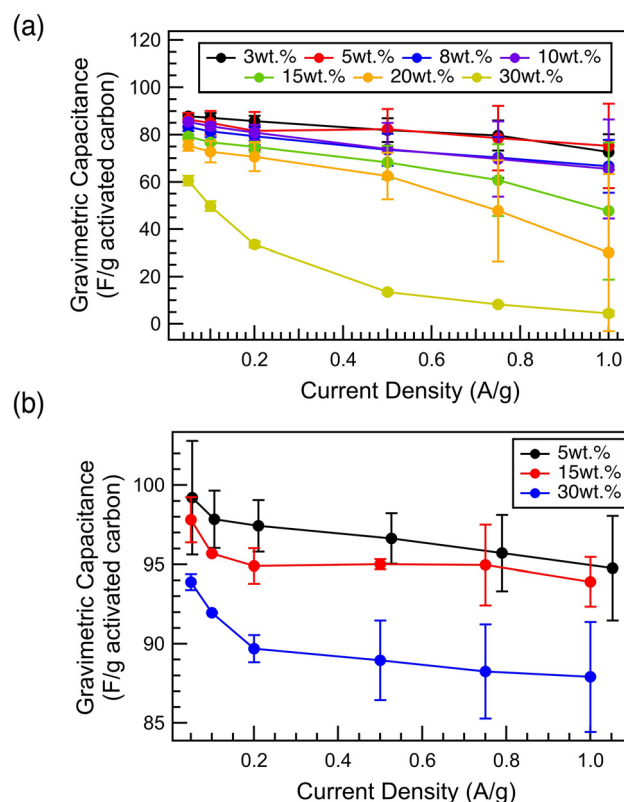 (a)
120
100
80
60
40
20
0
Gravimetric Capacitance
(F/g activated carbon)
3wt.% 5wt.% 8wt.% 10wt.%
15wt.% 20wt.% 30wt.%
0.2 0.4 0.6 0.8 1.0
Current Density (A/g)
(b)
100
95
90
85
Gravimetric Capacitance
(F/g activated carbon)
5wt.%
15wt.%
30wt.%
0.2 0.4 0.6 0.8 1.0
Current Density (A/g)